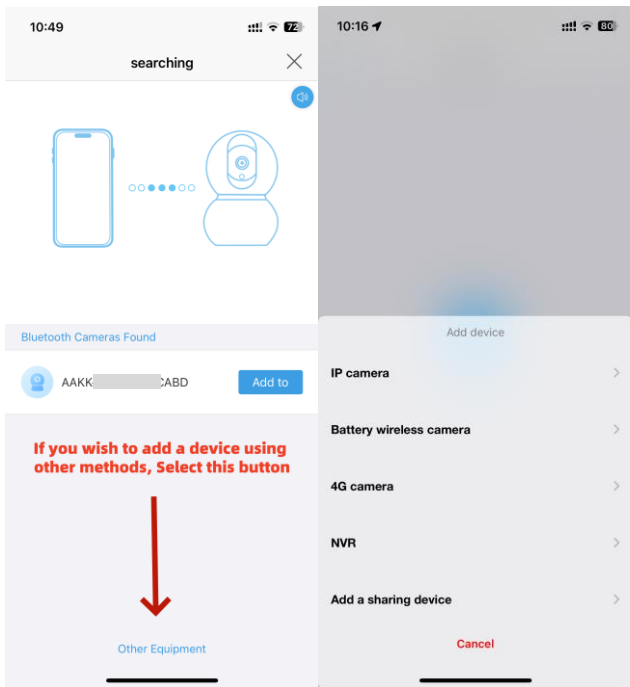 10:49
72
searching
Bluetooth Cameras Found
AAKK
CABD
Add to
If you wish to add a device using
other methods, Select this button
Other Equipment
10:16
80
Add device
IP camera
Battery wireless camera
4G camera
NVR
Add a sharing device
Cancel